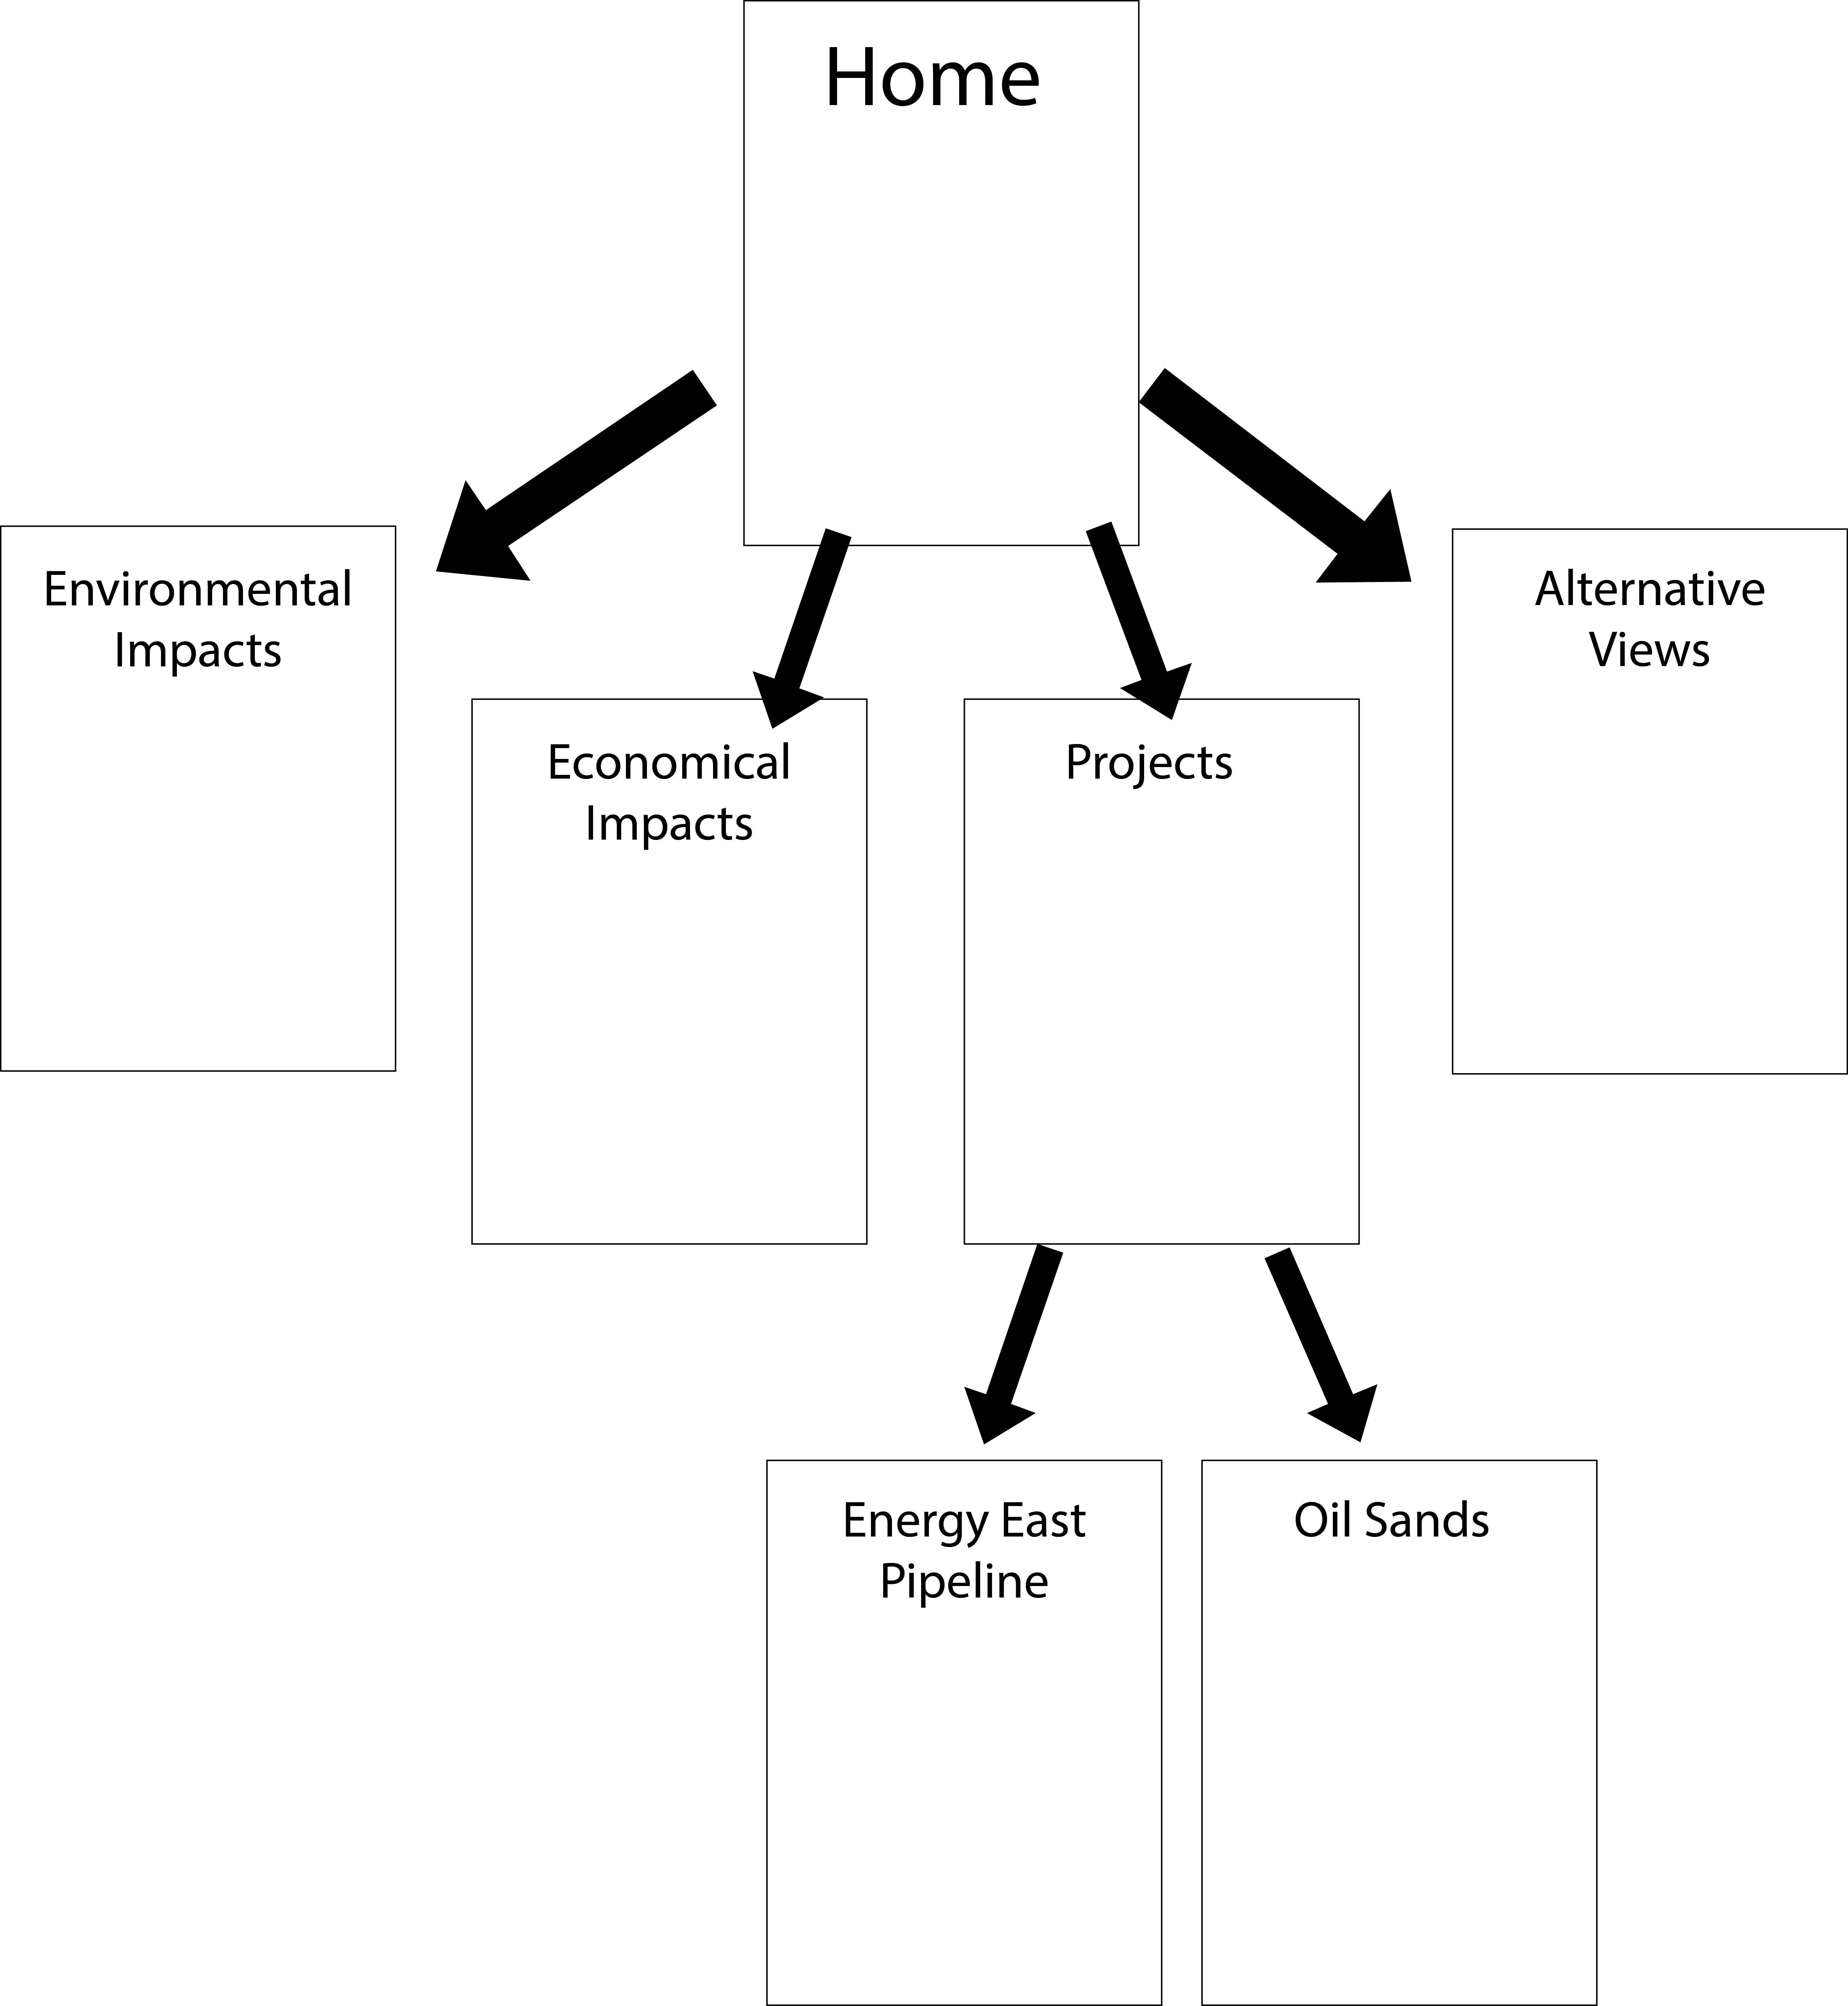 Home
Environmental
Impacts
Economical
Impacts
Projects
Alternative
Views
Energy East
Pipeline
Oil Sands